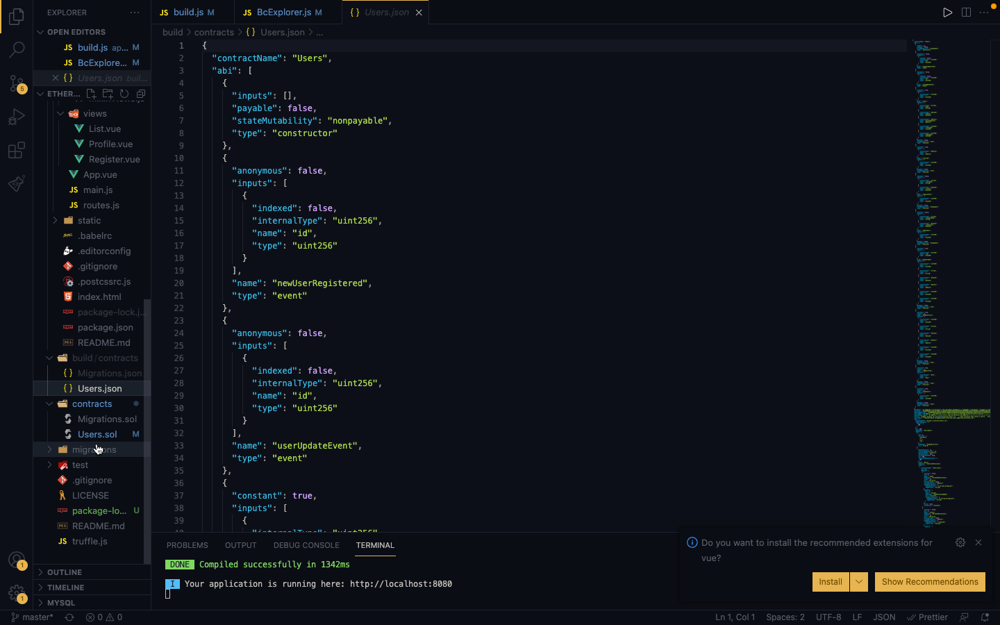 EXPLORER
OPEN EDITORS
JS build.js ap... M
JS BcExplore... M
{ } Users.json buil...
ETHER...
views
List.vue
Profile.vue
Register.vue
App.vue
JS main.js
JS routes.js
static
.babelrc
.editorconfig
.gitignore
.postcssrc.js
index.html
package-lock.j...
package.json
README.md
build/contracts
{ } Migrations.json
{ } Users.json
contracts
Migrations.sol
Users.sol M
migrations
test
.gitignore
LICENSE
package-lo... U
README.md
JS truffle.js
OUTLINE
TIMELINE
MYSQL
5
1
1
JS build.js M
JS BcExplorer.js M
{ } Users.json
build > contracts > { } Users.json > ...
1 {
2 "contractName": "Users",
3 "abi": [
4 {
5 "inputs": [],
6 "payable": false,
7 "stateMutability": "nonpayable",
8 "type": "constructor"
9 },
10 {
11 "anonymous": false,
12 "inputs": [
13 {
14 "indexed": false,
15 "internalType": "uint256",
16 "name": "id",
17 "type": "uint256"
18 }
19 ],
20 "name": "newUserRegistered",
21 "type": "event"
22 },
23 {
24 "anonymous": false,
25 "inputs": [
26 {
27 "indexed": false,
28 "internalType": "uint256",
29 "name": "id",
30 "type": "uint256"
31 }
32 ],
33 "name": "userUpdateEvent",
34 "type": "event"
35 },
36 {
37 "constant": true,
38 "inputs": [
39 {
PROBLEMS OUTPUT DEBUG CONSOLE TERMINAL
DONE Compiled successfully in 1342ms
I Your application is running here: http://localhost:8080
Do you want to install the recommended extensions for
vue?
Install
Show Recommendations
master* 0 0 Ln 1, Col 1 Spaces: 2 UTF-8 LF JSON Prettier